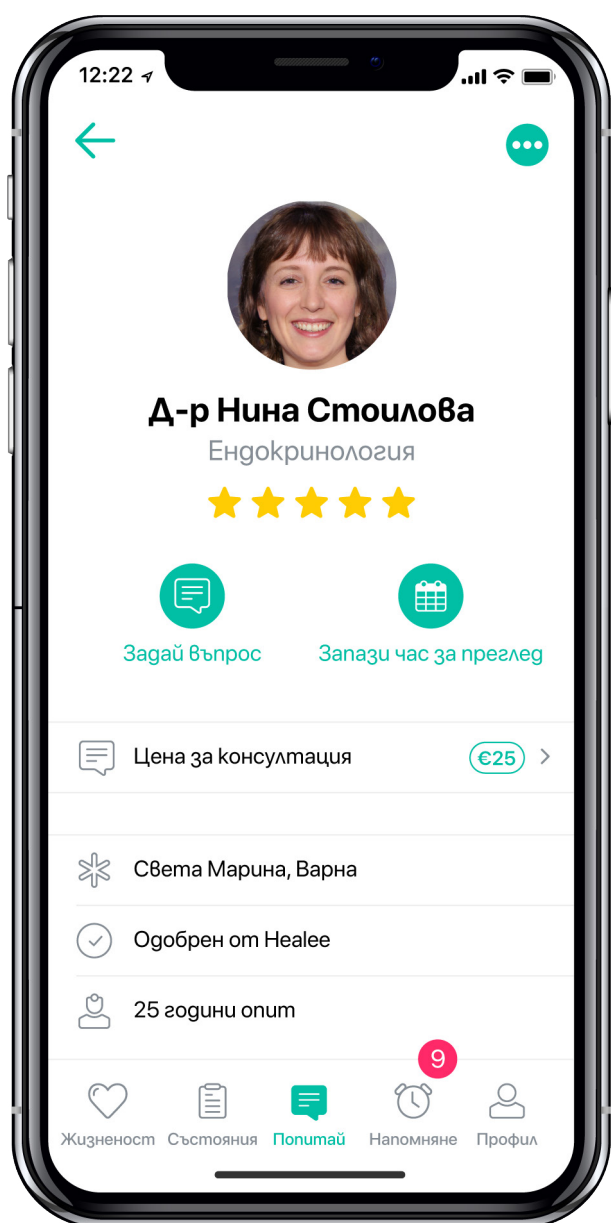 12:22
Д-р Нина Стоилова
Ендокринология
Задай въпрос
Запази час за преглед
Цена за консултация
€25
Света Марина, Варна
Одобрен от Healee
25 години опит
9
Жизненост
Състояния
Попитай
Напомняне
Профил